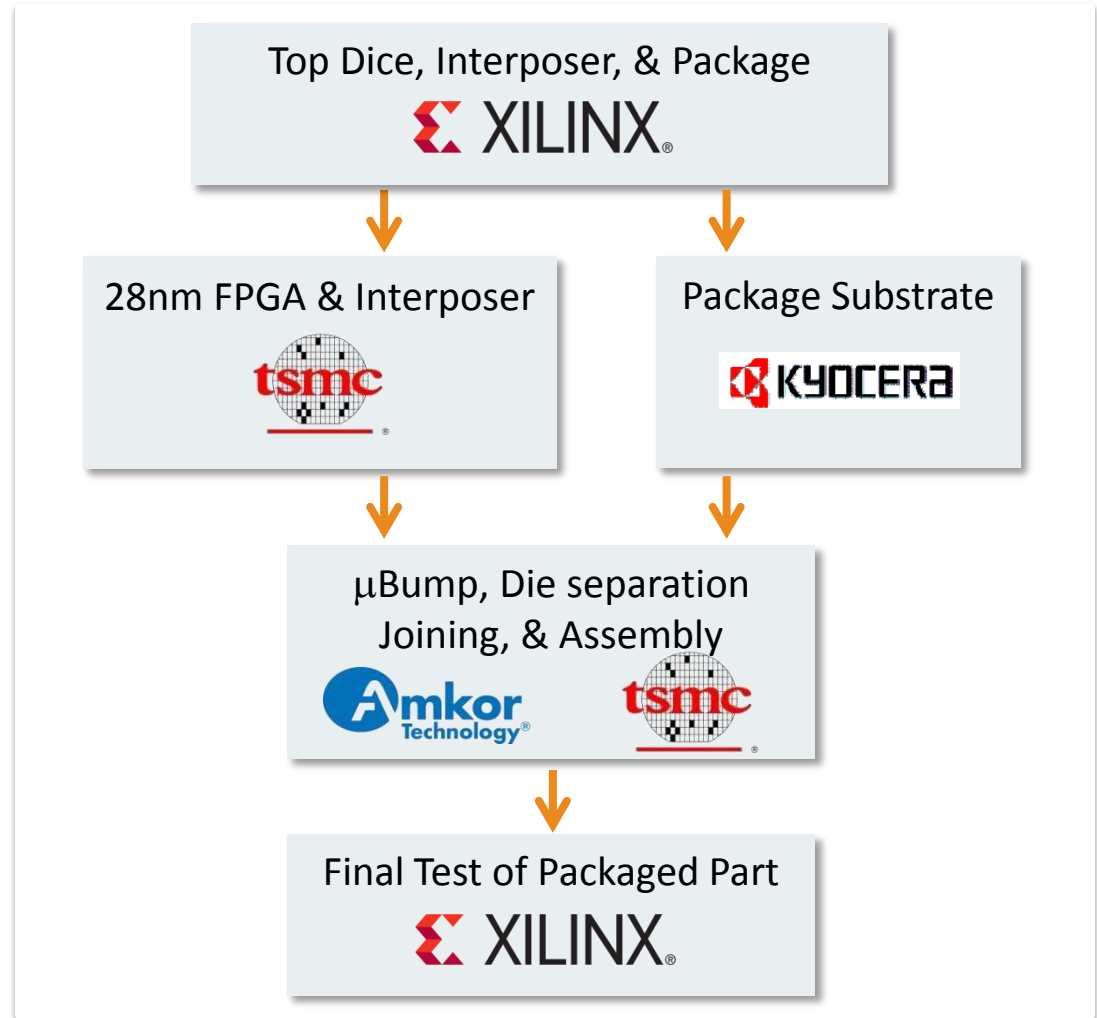 Top Dice, Interposer, & Package
XILINX®
28nm FPGA & Interposer
tsmc
®
Package Substrate
KYOCERA
μBump, Die separation
Joining, & Assembly
Amkor
Technology®
tsmc
®
Final Test of Packaged Part
XILINX®